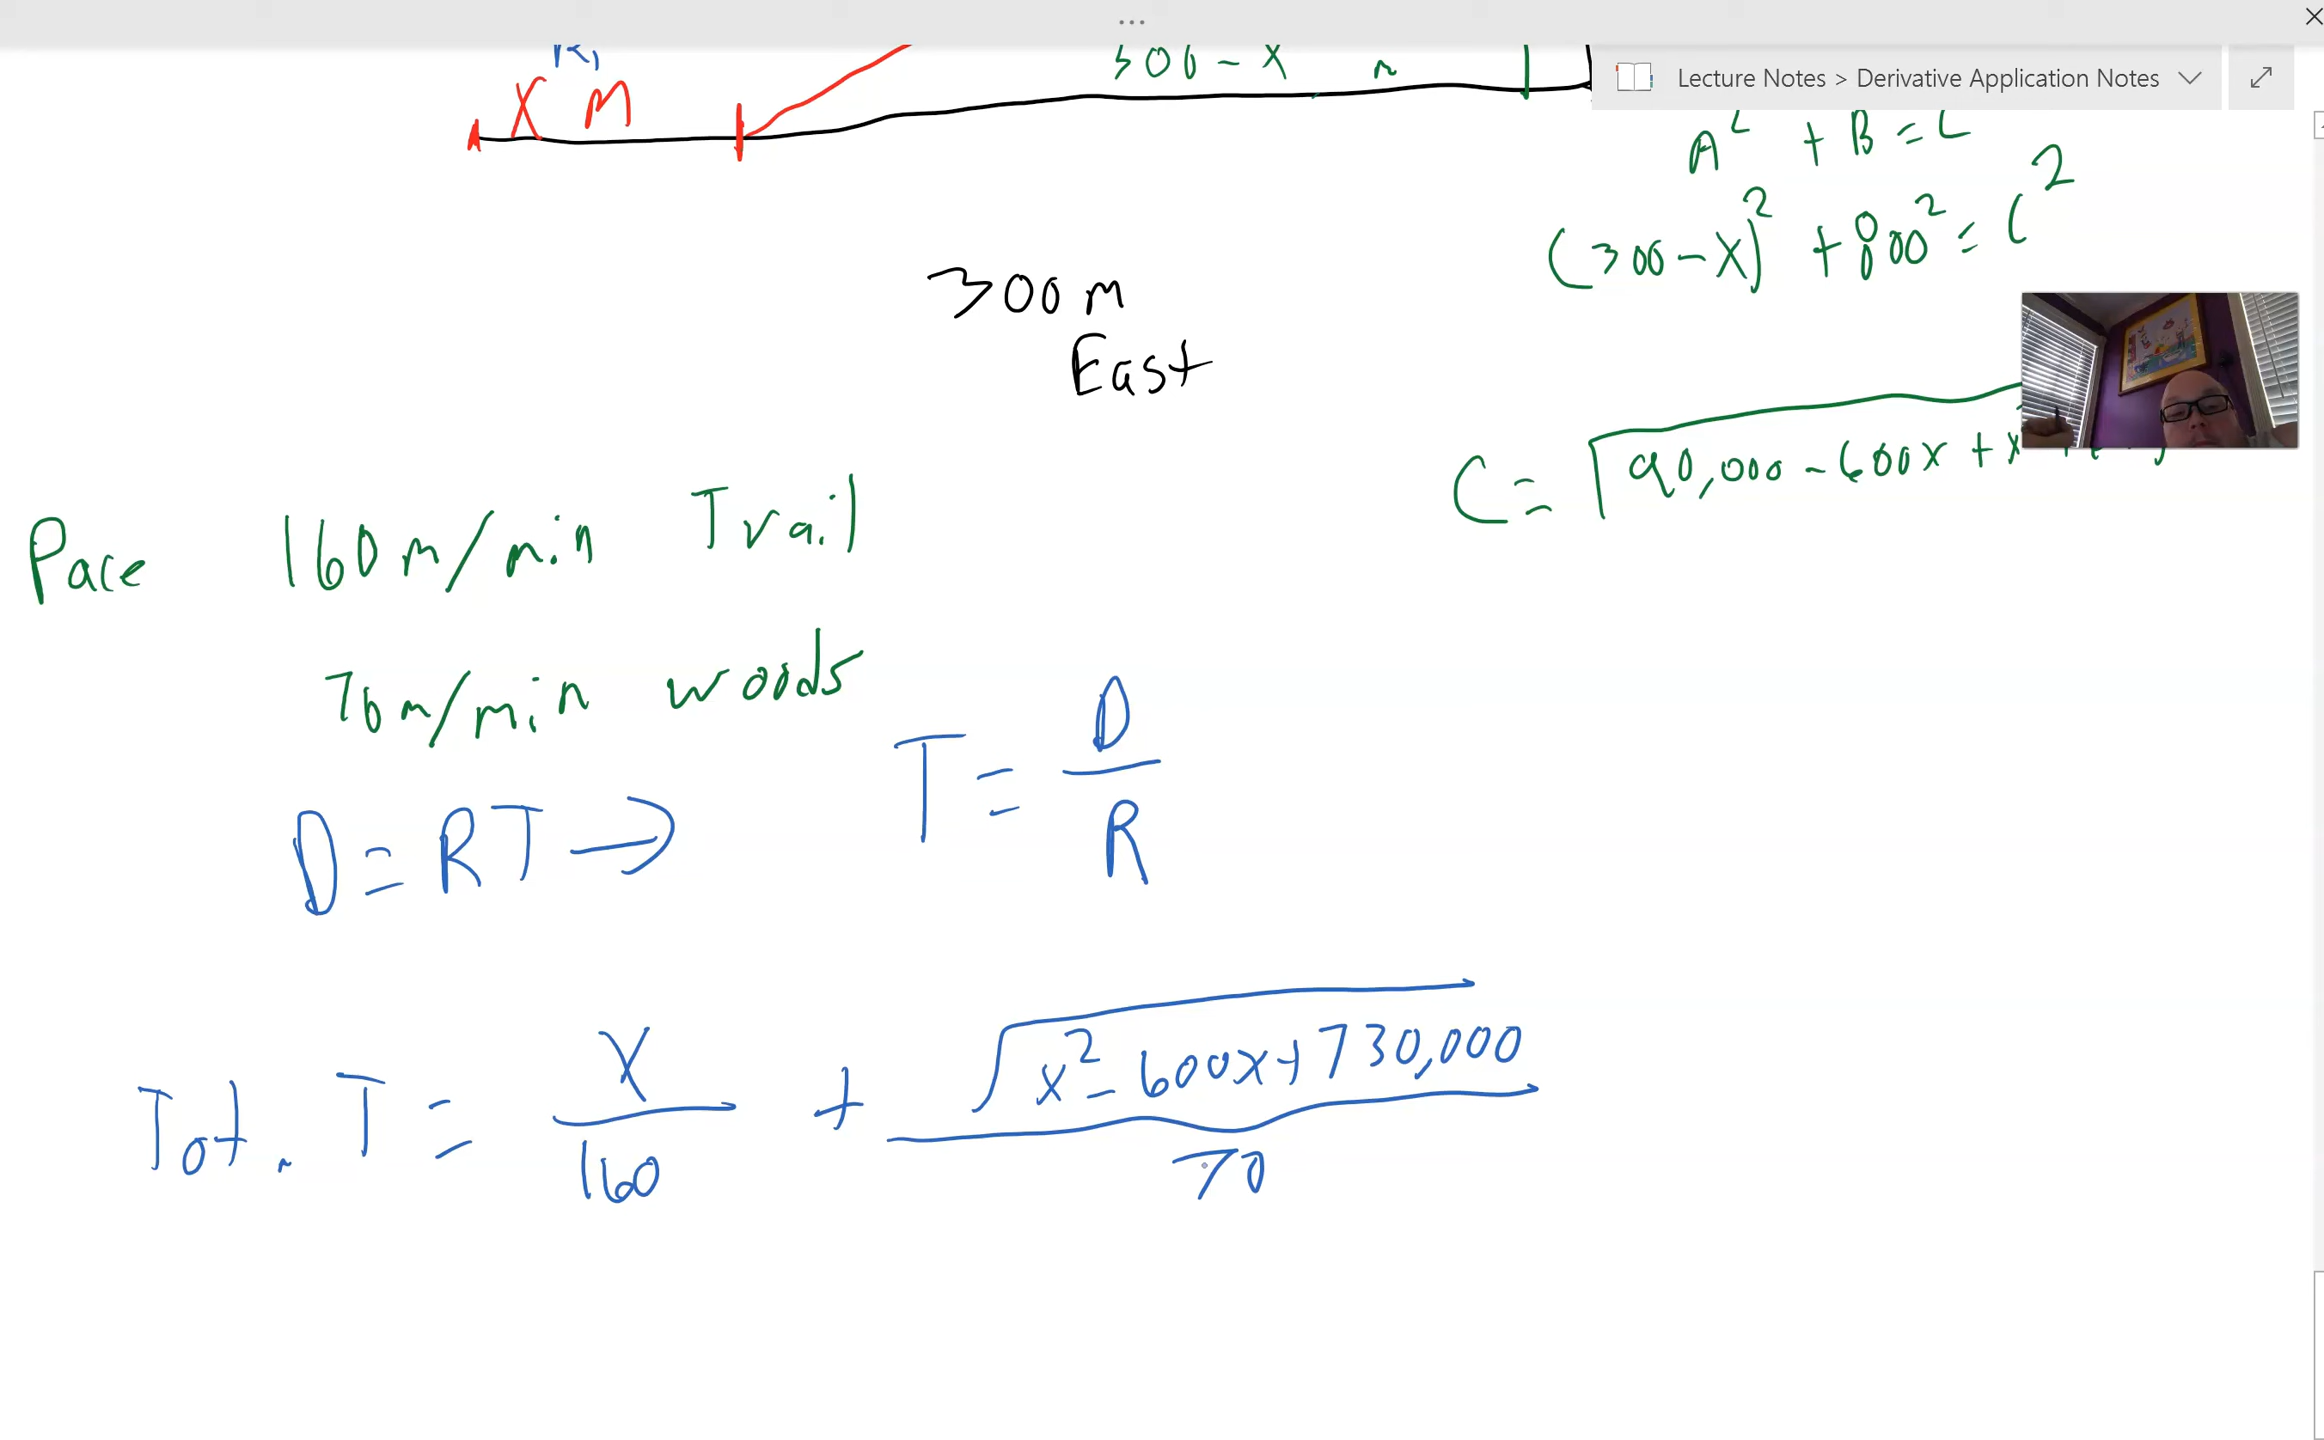 Lecture Notes > Derivative Application Notes
X M
300 - X m
(300 - X)² + 800² = C²
300 m
East
C = √90,000 - 600x + x
Pace 160 m/min Trail
70 m/min woods
D = RT → T = D/R
Tot. T = X/160 + √x² - 600x + 730,000/70